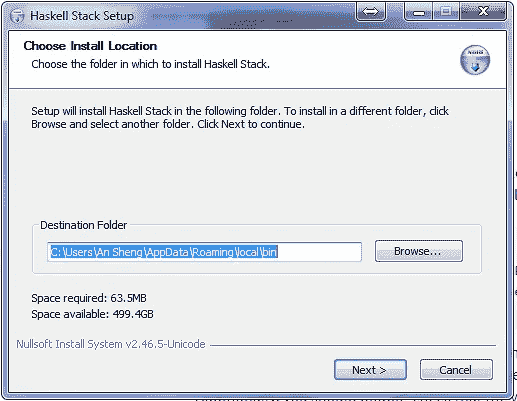 Haskell Stack Setup
Choose Install Location
Choose the folder in which to install Haskell Stack.
Setup will install Haskell Stack in the following folder. To install in a different folder, click
Browse and select another folder. Click Next to continue.
Destination Folder
C:\Users\An Sheng\AppData\Roaming\local\bin
Browse...
Space required: 63.5MB
Space available: 499.4GB
Nullsoft Install System v2.46.5-Unicode
Next >
Cancel